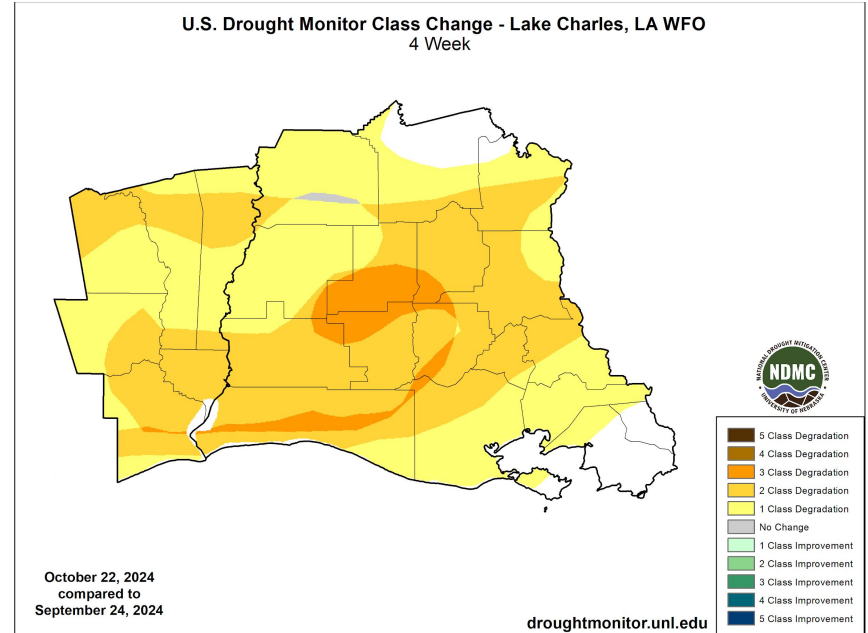 U.S. Drought Monitor Class Change - Lake Charles, LA WFO
4 Week
NATIONAL DROUGHT MITIGATION CENTER
NDMC
UNIVERSITY OF NEBRASKA
5 Class Degradation
4 Class Degradation
3 Class Degradation
2 Class Degradation
1 Class Degradation
No Change
1 Class Improvement
2 Class Improvement
3 Class Improvement
4 Class Improvement
5 Class Improvement
October 22, 2024
compared to
September 24, 2024
droughtmonitor.unl.edu